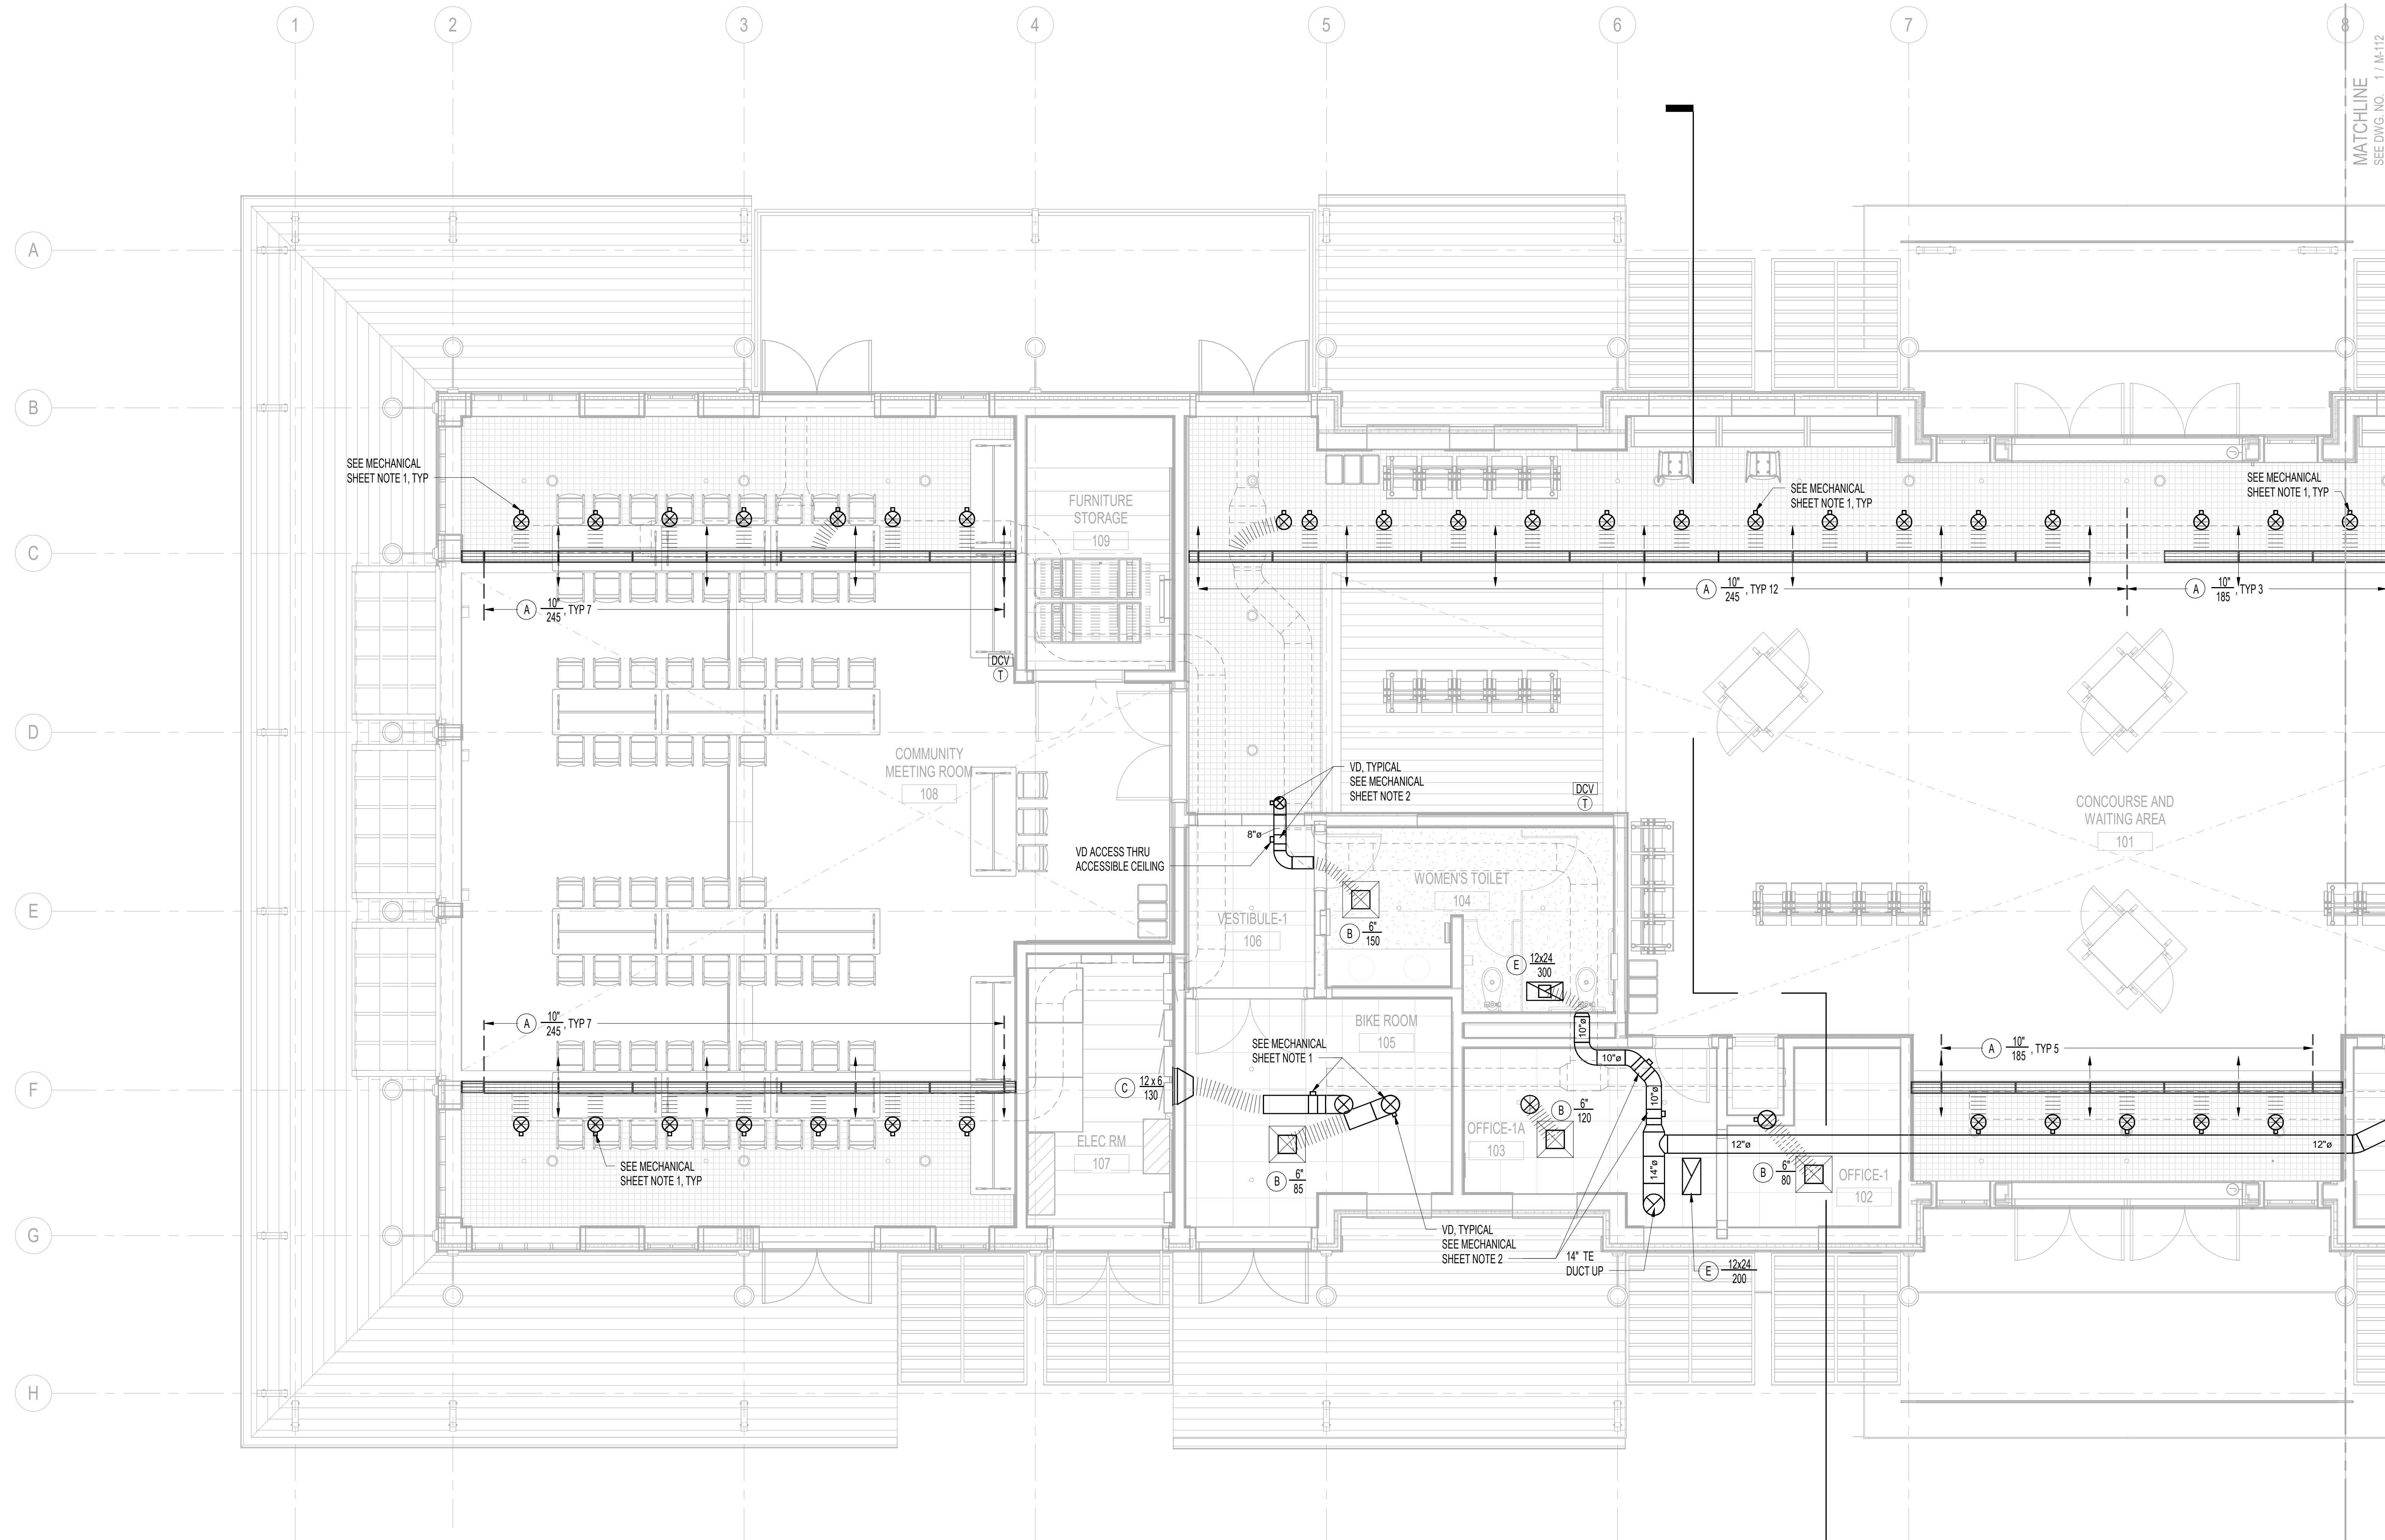 1
2
3
4
5
6
7
8
MATCHLINE
SEE DWG. NO. 1 / M-112
A
B
C
D
E
F
G
H
SEE MECHANICAL
SHEET NOTE 1, TYP
FURNITURE
STORAGE
109
SEE MECHANICAL
SHEET NOTE 1, TYP
SEE MECHANICAL
SHEET NOTE 1, TYP
A 10" , TYP 7
245
A 10" , TYP 12
245
A 10" , TYP 3
185
DCV
T
COMMUNITY
MEETING ROOM
108
VD, TYPICAL
SEE MECHANICAL
SHEET NOTE 2
DCV
T
CONCOURSE AND
WAITING AREA
101
8"ø
VD ACCESS THRU
ACCESSIBLE CEILING
WOMEN'S TOILET
104
VESTIBULE-1
106
B 6"
150
E 12x24
300
A 10" , TYP 7
245
BIKE ROOM
105
SEE MECHANICAL
SHEET NOTE 1
10"ø
10"ø
10"ø
A 10" , TYP 5
185
C 12 x 6
130
B 6"
120
OFFICE-1A
103
ELEC RM
107
12"ø
12"ø
14"ø
B 6"
80
OFFICE-1
102
SEE MECHANICAL
SHEET NOTE 1, TYP
B 6"
85
VD, TYPICAL
SEE MECHANICAL
SHEET NOTE 2
14" TE
DUCT UP
E 12x24
200